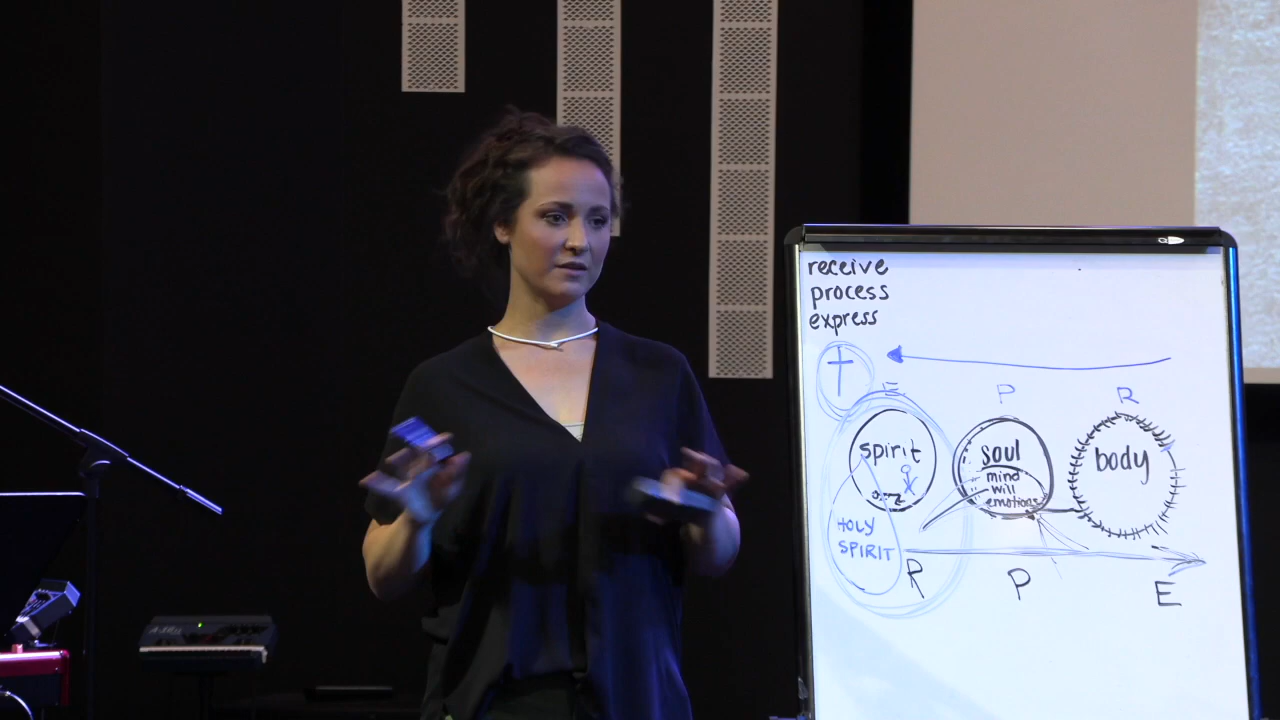 receive
process
express
E P R
spirit
soul
mind
will
emotions
body
HOLY
SPIRIT
R P E